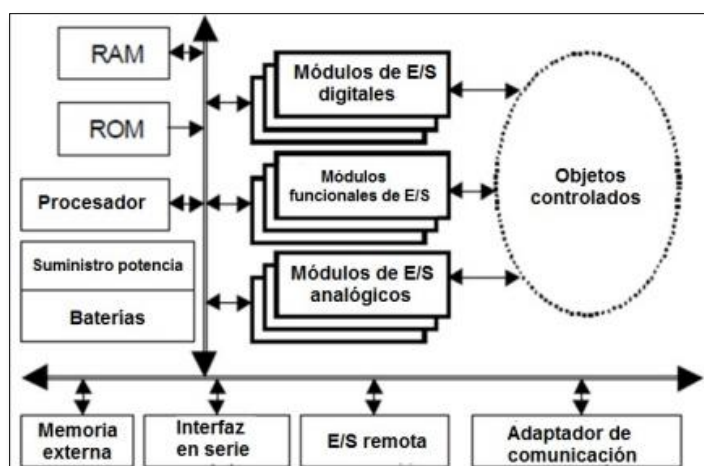 RAM
ROM
Procesador
Suministro potencia
Baterias
Módulos de E/S
digitales
Módulos
funcionales de E/S
Módulos de E/S
analógicos
Objetos
controlados
Memoria
externa
Interfaz
en serie
E/S remota
Adaptador de
comunicación